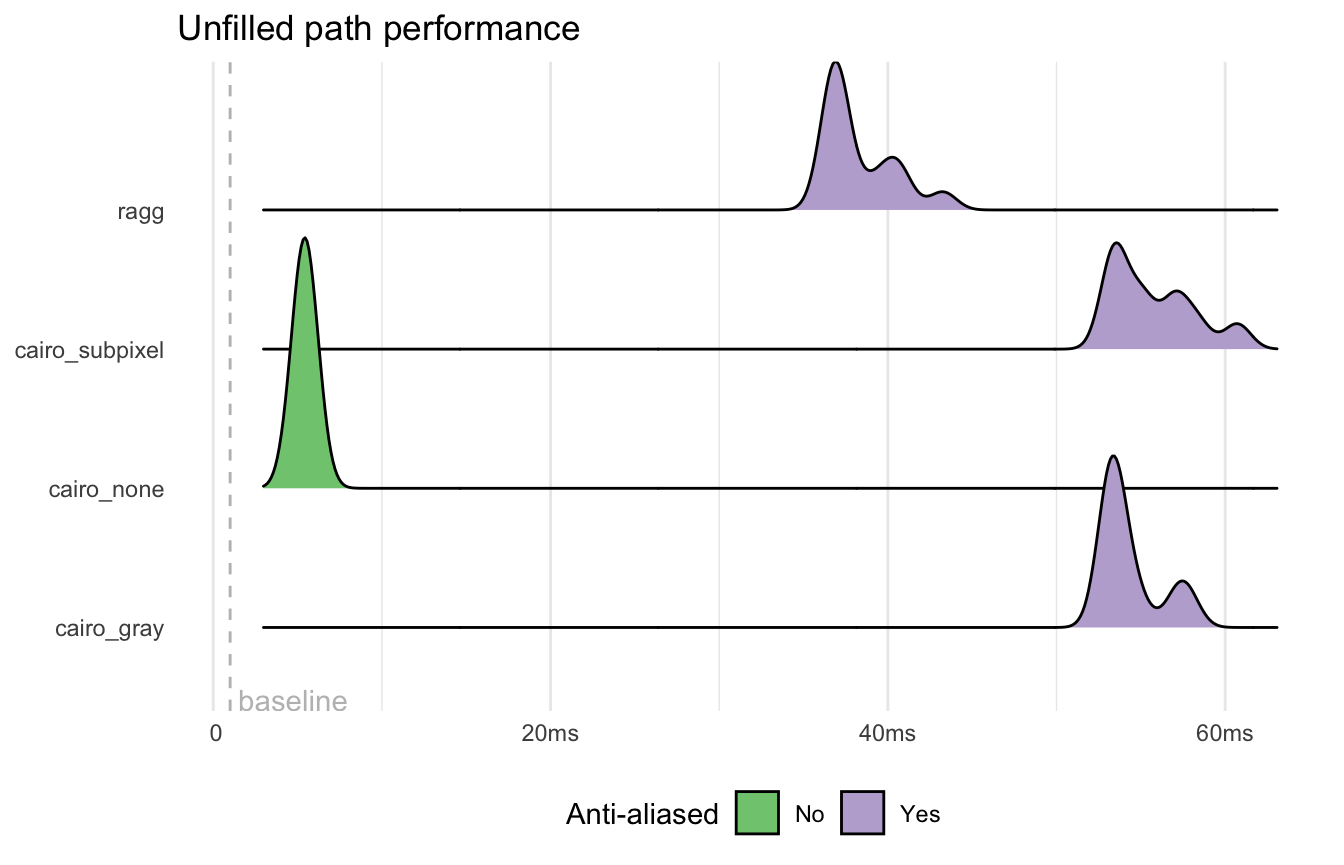 Unfilled path performance
ragg
cairo_subpixel
cairo_none
cairo_gray
baseline
0 20ms 40ms 60ms
Anti-aliased No Yes